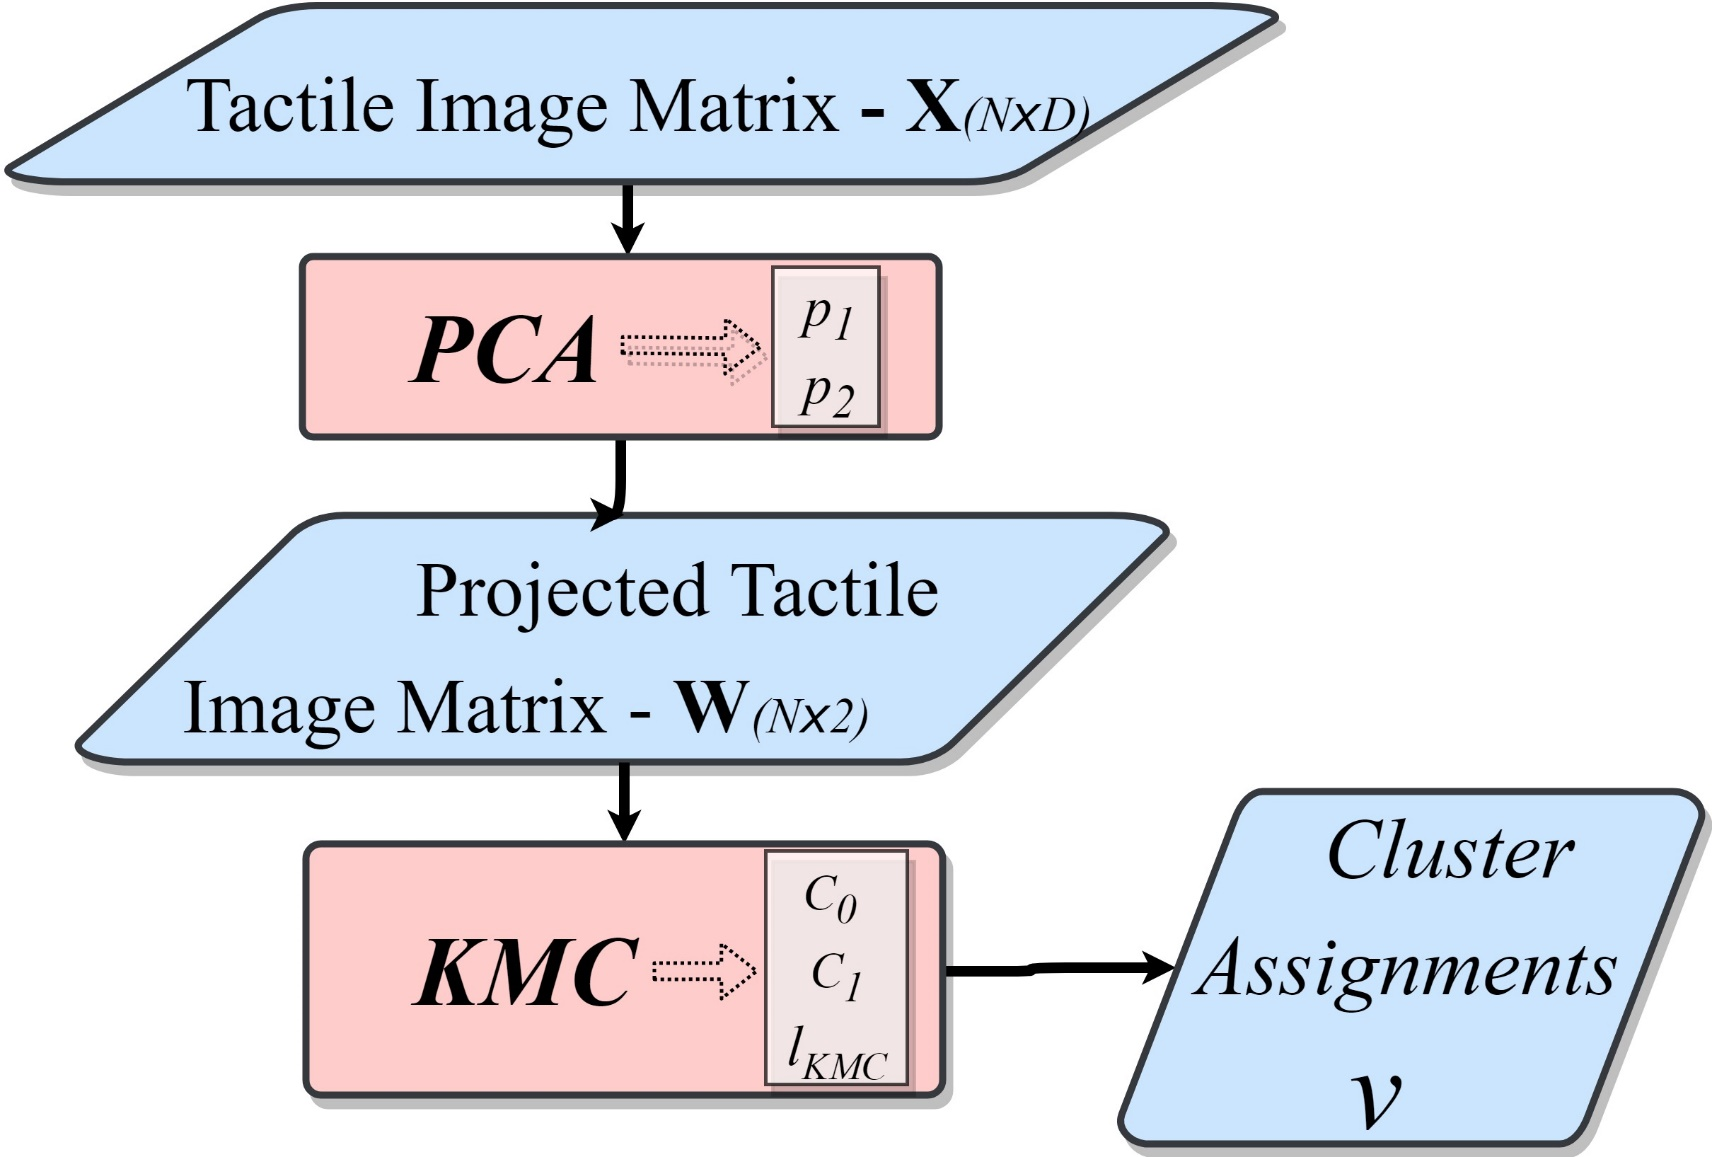 Tactile Image Matrix - X(NxD)
PCA
p1
p2
Projected Tactile
Image Matrix - W(Nx2)
KMC
C0
C1
lKMC
Cluster
Assignments
v